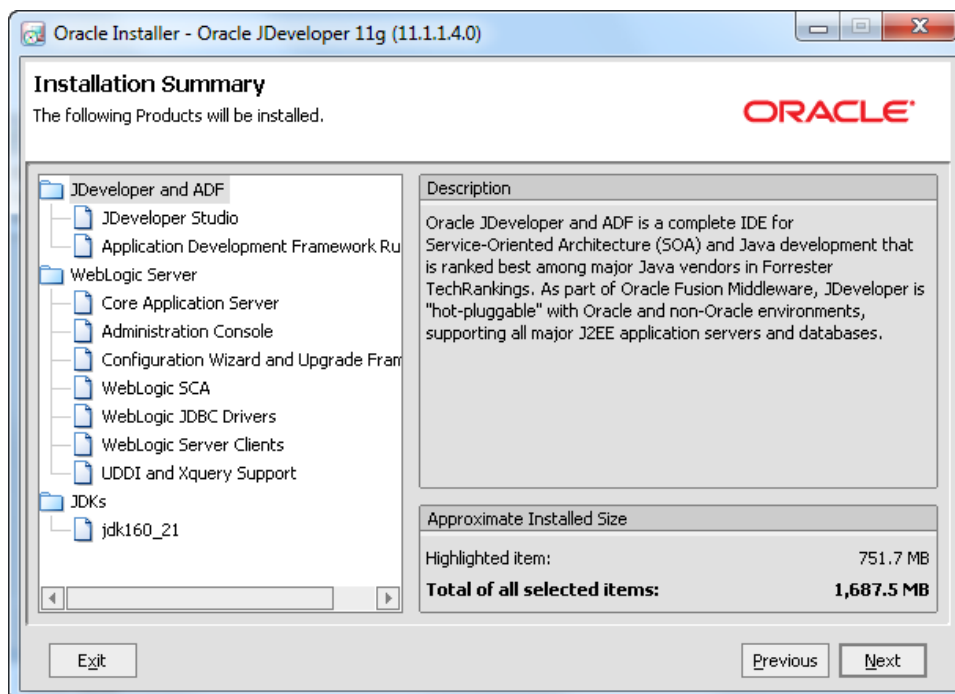 Oracle Installer - Oracle JDeveloper 11g (11.1.1.4.0)
Installation Summary
The following Products will be installed.
ORACLE
JDeveloper and ADF
JDeveloper Studio
Application Development Framework Ru
WebLogic Server
Core Application Server
Administration Console
Configuration Wizard and Upgrade Fram
WebLogic SCA
WebLogic JDBC Drivers
WebLogic Server Clients
UDDI and Xquery Support
JDKs
jdk160_21
Description
Oracle JDeveloper and ADF is a complete IDE for
Service-Oriented Architecture (SOA) and Java development that
is ranked best among major Java vendors in Forrester
TechRankings. As part of Oracle Fusion Middleware, JDeveloper is
"hot-pluggable" with Oracle and non-Oracle environments,
supporting all major J2EE application servers and databases.
Approximate Installed Size
Highlighted item: 751.7 MB
Total of all selected items: 1,687.5 MB
Exit
Previous
Next